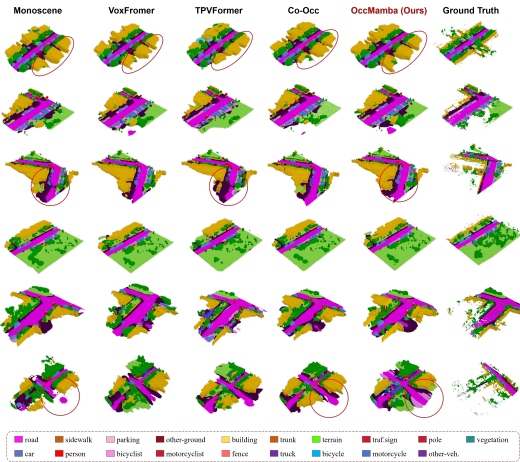 Monoscene VoxFromer TPVFormer Co-Occ OccMamba (Ours) Ground Truth
road sidewalk parking other-ground building trunk terrain traf.sign pole vegetation
car person bicyclist motorcyclist fence truck bicycle motorcycle other-veh.